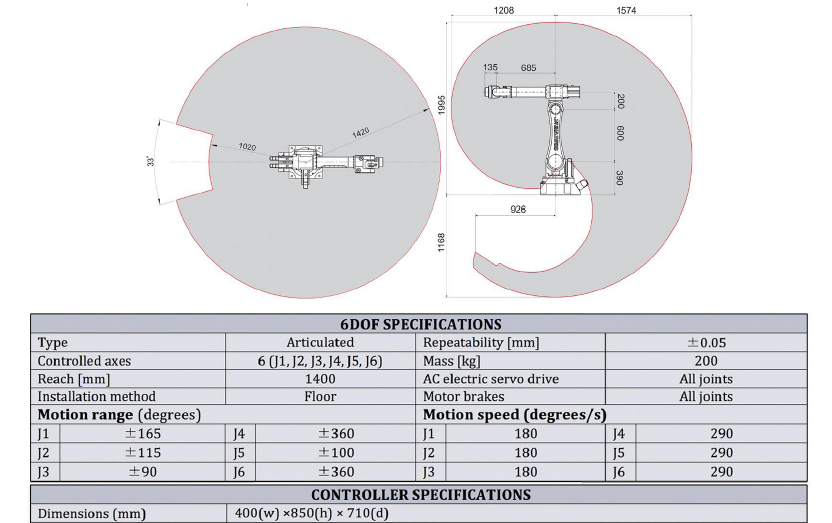 1208 1574
135 685
1995
200
600
390
1020
1420
33°
926
1168
6DOF SPECIFICATIONS
Type Articulated Repeatability [mm] ±0.05
Controlled axes 6 (J1, J2, J3, J4, J5, J6) Mass [kg] 200
Reach [mm] 1400 AC electric servo drive All joints
Installation method Floor Motor brakes All joints
Motion range (degrees) Motion speed (degrees/s)
J1 ±165 J4 ±360 J1 180 J4 290
J2 ±115 J5 ±100 J2 180 J5 290
J3 ±90 J6 ±360 J3 180 J6 290
CONTROLLER SPECIFICATIONS
Dimensions (mm) 400(w) ×850(h) × 710(d)